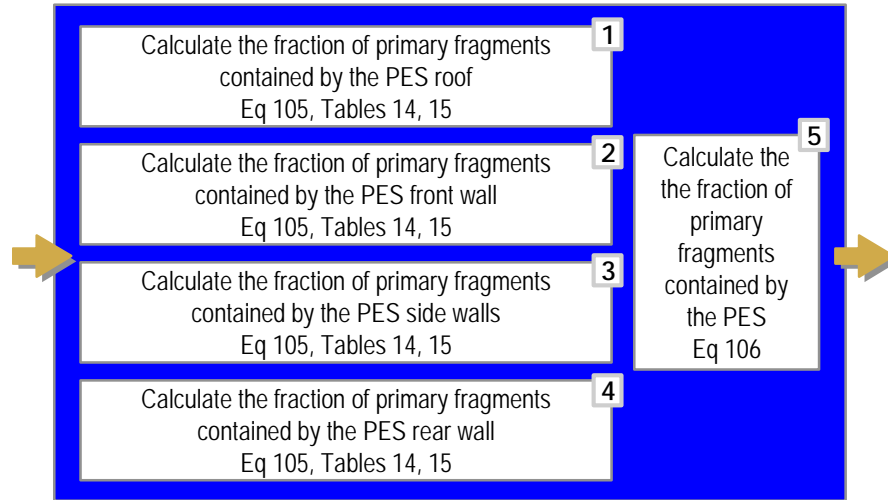 1
Calculate the fraction of primary fragments
contained by the PES roof
Eq 105, Tables 14, 15
2
Calculate the fraction of primary fragments
contained by the PES front wall
Eq 105, Tables 14, 15
3
Calculate the fraction of primary fragments
contained by the PES side walls
Eq 105, Tables 14, 15
4
Calculate the fraction of primary fragments
contained by the PES rear wall
Eq 105, Tables 14, 15
5
Calculate the
the fraction of
primary
fragments
contained by
the PES
Eq 106